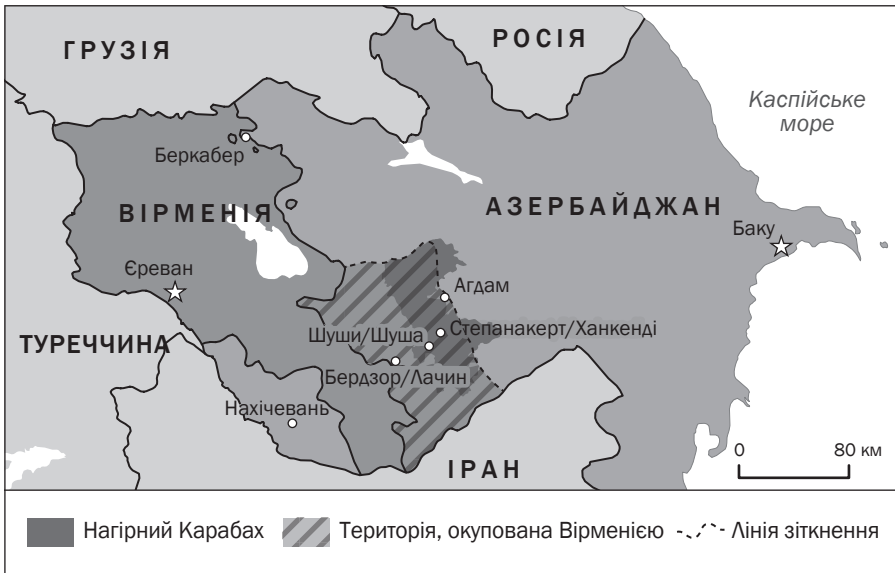 ГРУЗІЯ
РОСІЯ
Каспійське
море
Беркабер
ВІРМЕНІЯ
АЗЕРБАЙДЖАН
Баку
Єреван
Агдам
ТУРЕЧЧИНА
Шуши/Шуша
Степанакерт/Ханкенді
Бердзор/Лачин
Нахічевань
ІРАН
0 80 км
Нагірний Карабах
Територія, окупована Вірменією
Лінія зіткнення